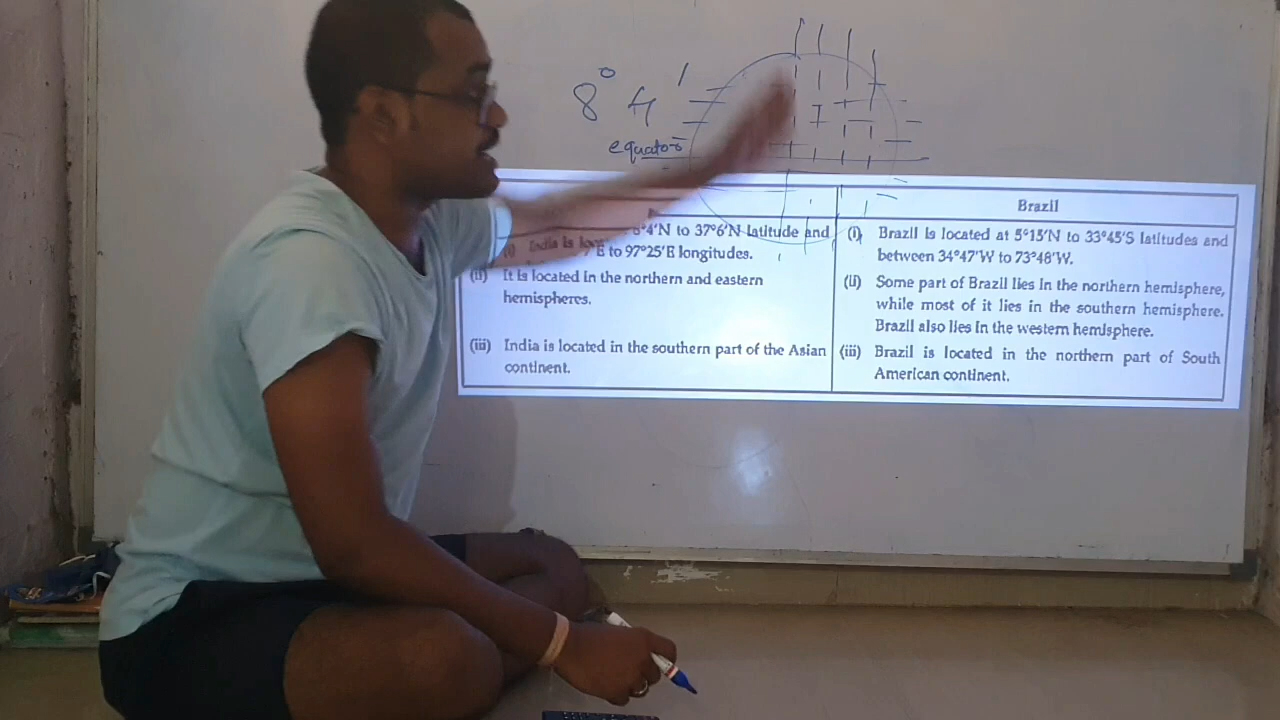 8° 4'
equator
Brazil
8°4'N to 37°6'N latitude and
(i) India is 7'E to 97°25'E longitudes.
(ii) It is located in the northern and eastern
hemispheres.
(iii) India is located in the southern part of the Asian
continent.
(i) Brazil is located at 5°15'N to 33°45'S latitudes and
between 34°47'W to 73°48'W.
(ii) Some part of Brazil lies in the northern hemisphere,
while most of it lies in the southern hemisphere.
Brazil also lies in the western hemisphere.
(iii) Brazil is located in the northern part of South
American continent.